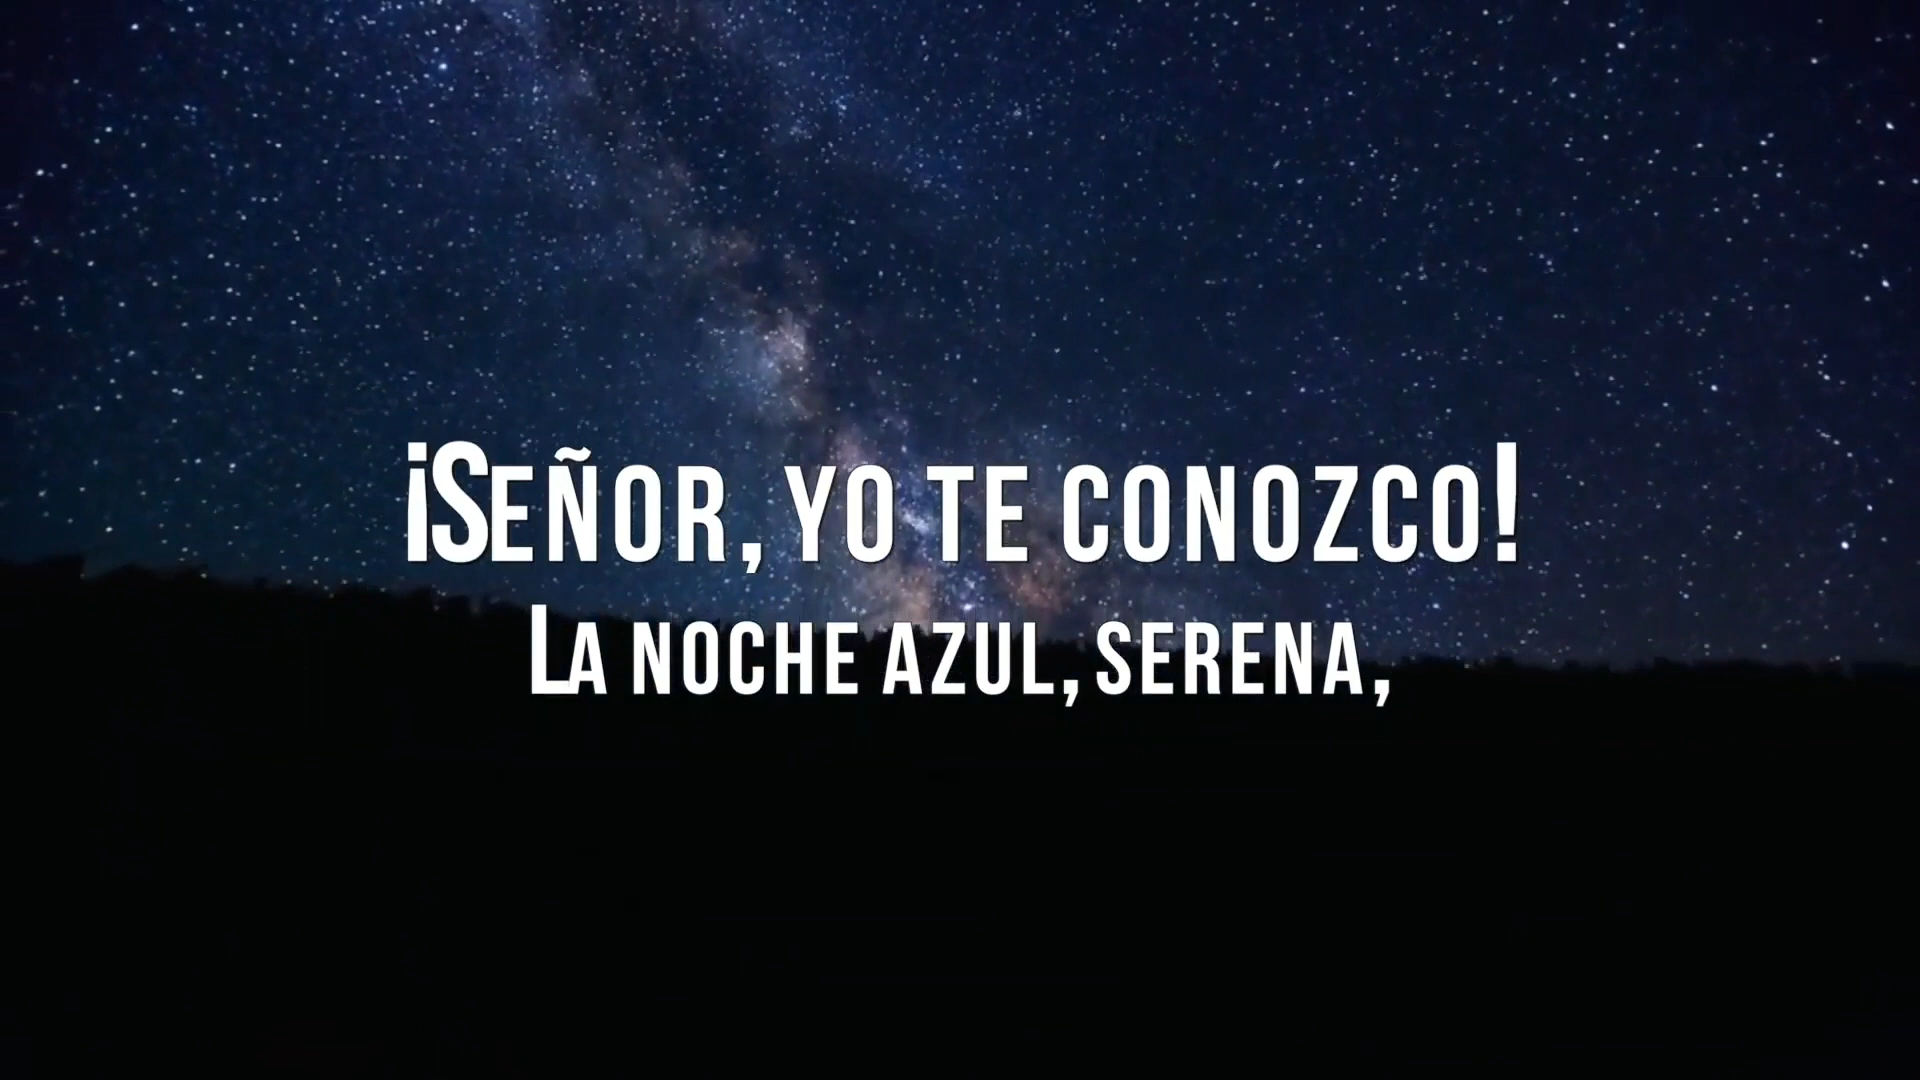 ¡Señor, yo te conozco!
La noche azul, serena,